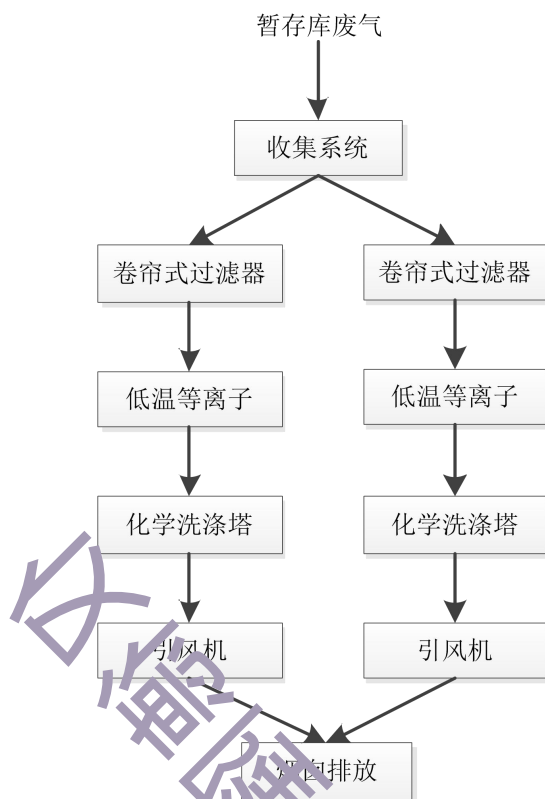 暂存库废气
收集系统
卷帘式过滤器 卷帘式过滤器
低温等离子 低温等离子
化学洗涤塔 化学洗涤塔
引风机 引风机
排放